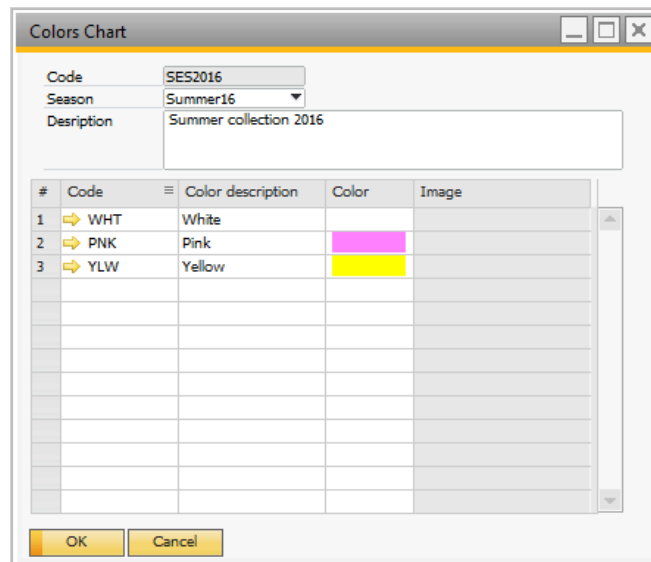 Colors Chart
Code SES2016
Season Summer16
Desription Summer collection 2016
# Code Color description Color Image
1 WHT White
2 PNK Pink
3 YLW Yellow
OK Cancel